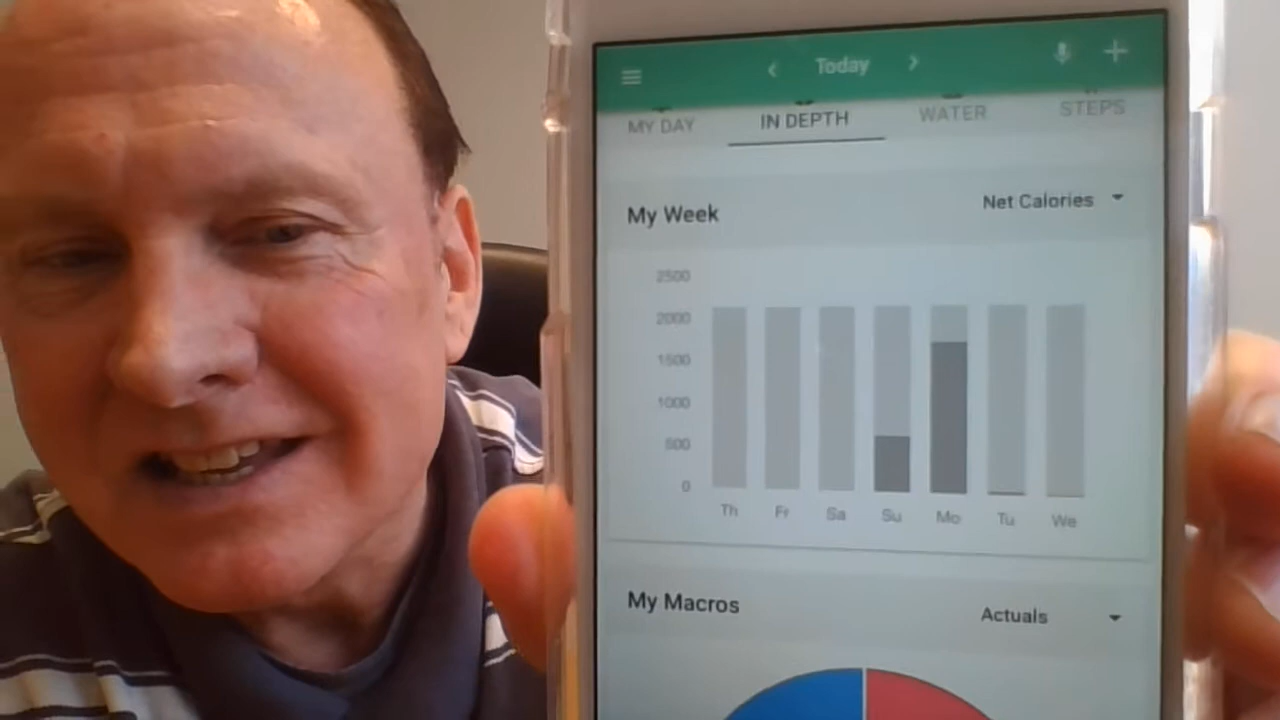 Today
MY DAY IN DEPTH WATER STEPS
My Week Net Calories
2500
2000
1500
1000
500
0
Th Fr Sa Su Mo Tu We
My Macros Actuals